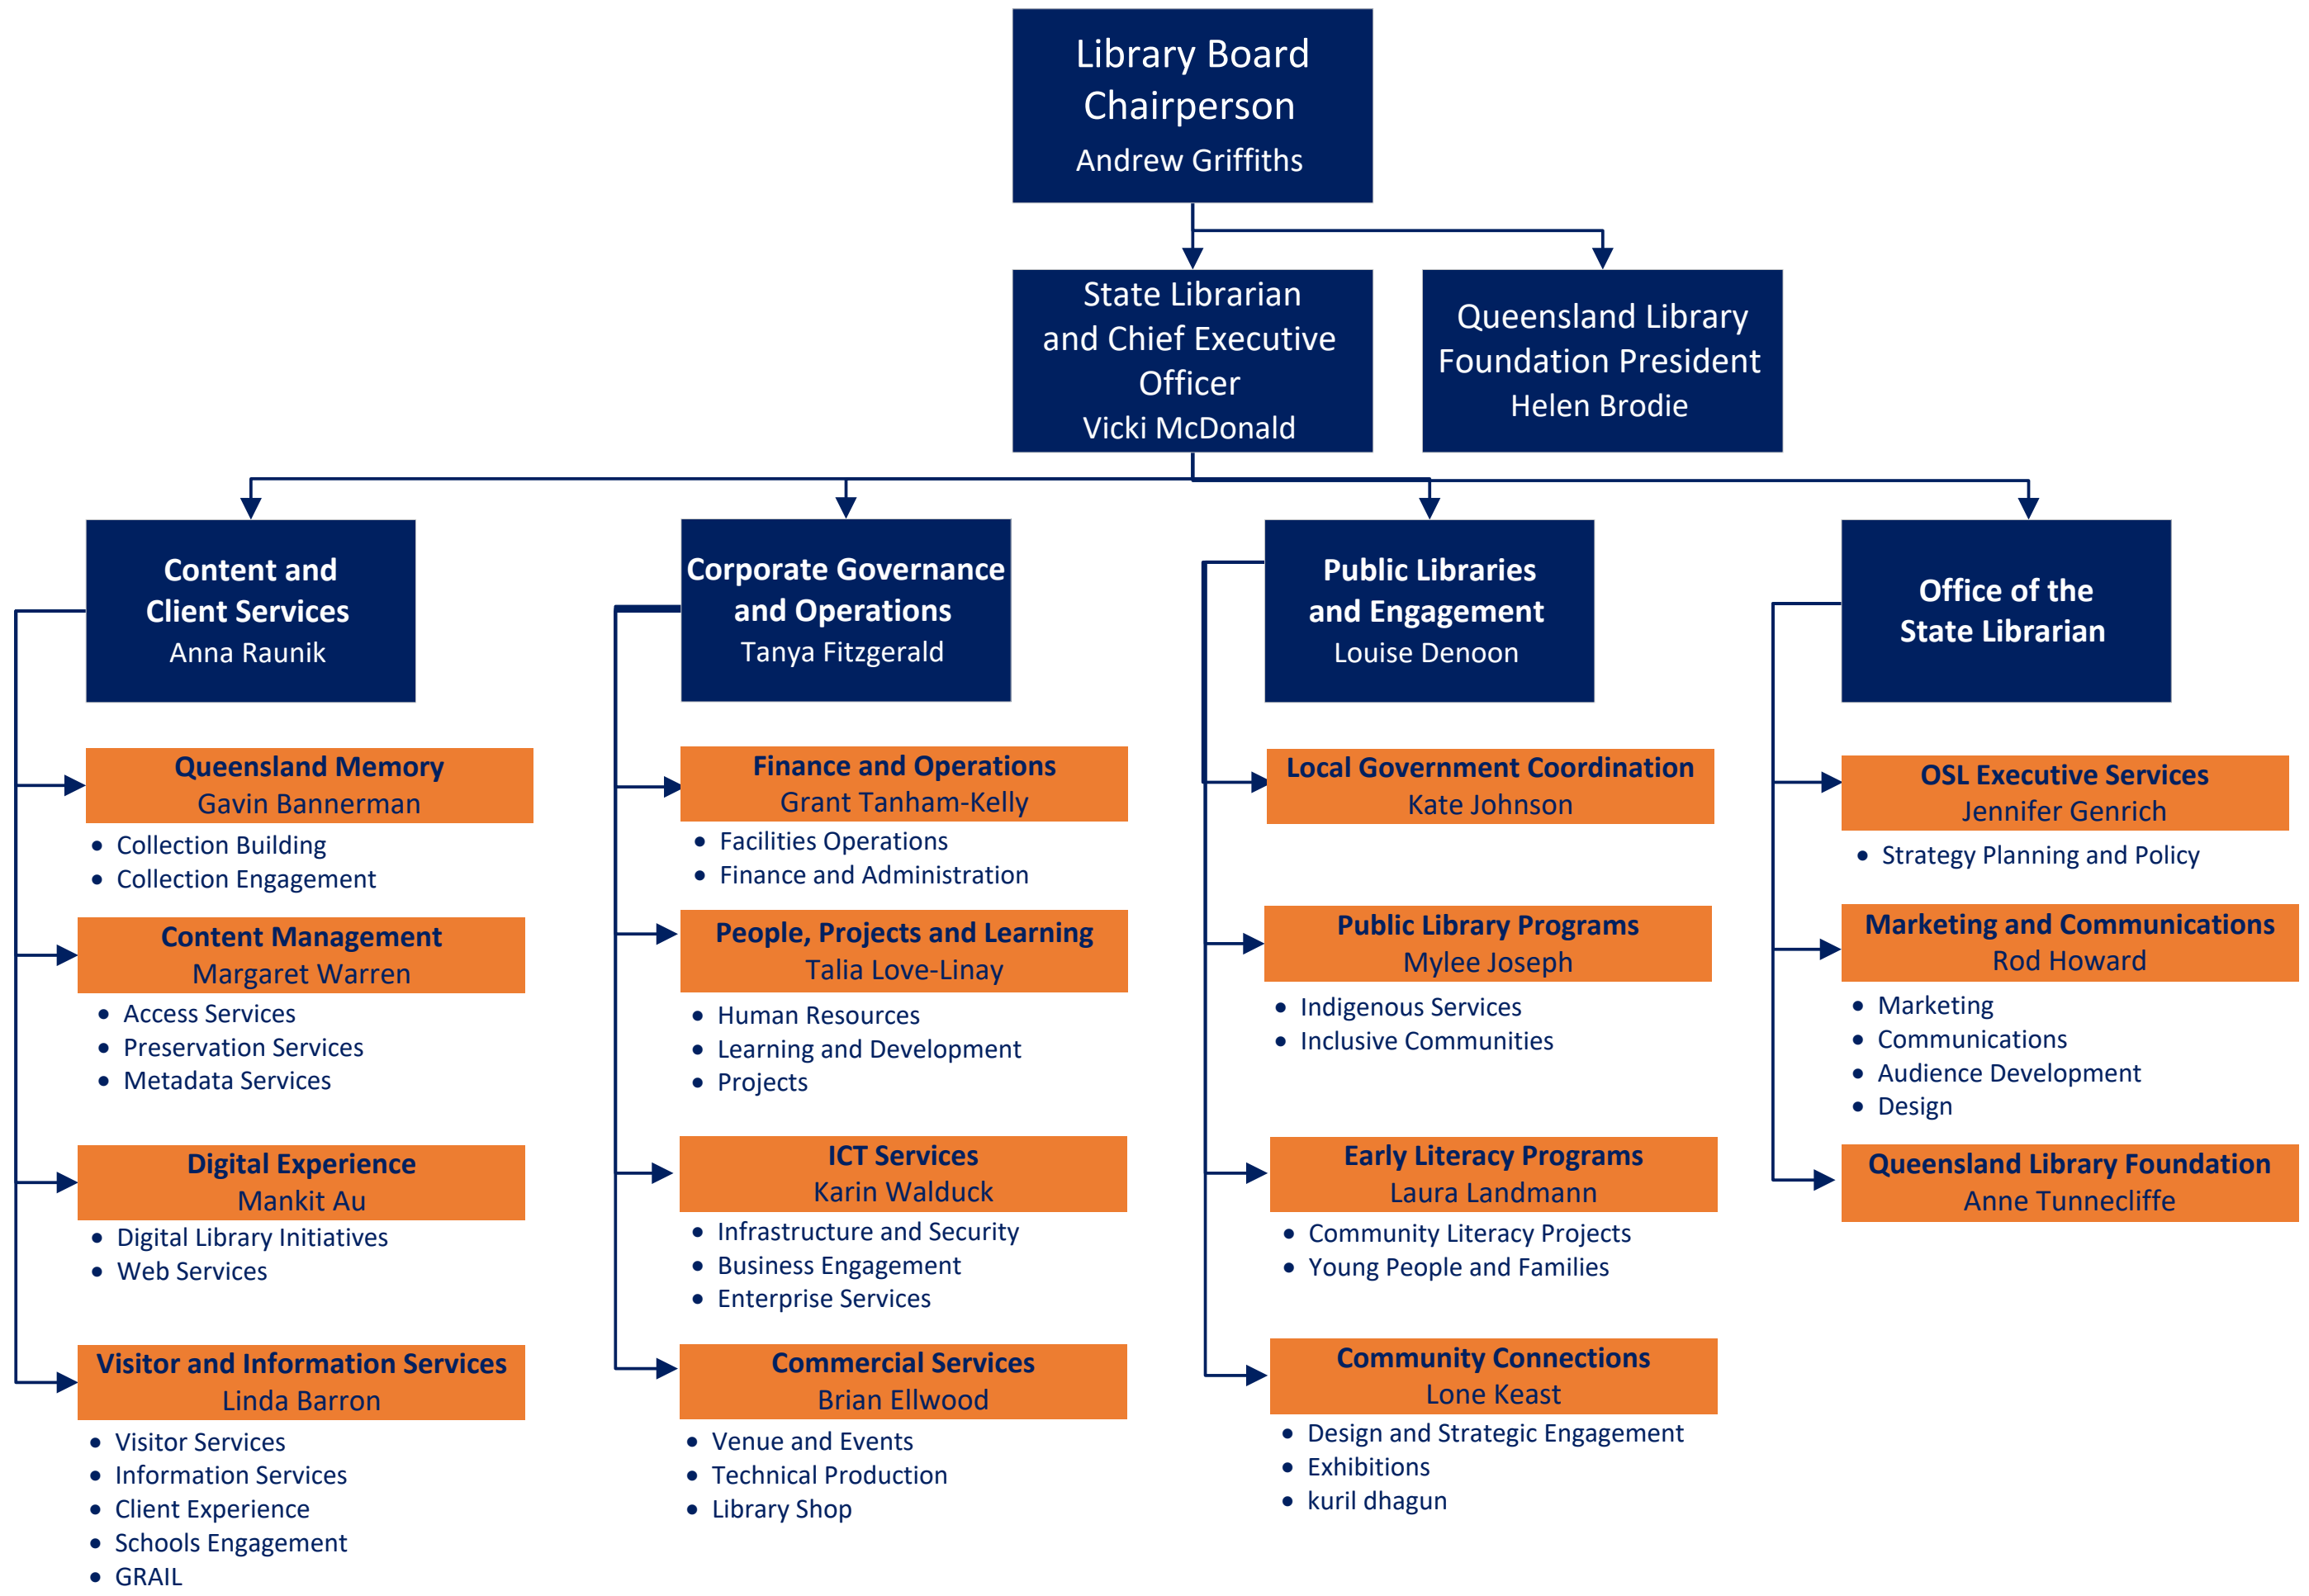 Library Board
Chairperson
Andrew Griffiths
State Librarian
and Chief Executive
Officer
Vicki McDonald
Queensland Library
Foundation President
Helen Brodie
Content and
Client Services
Anna Raunik
Queensland Memory
Gavin Bannerman
• Collection Building
• Collection Engagement
Content Management
Margaret Warren
• Access Services
• Preservation Services
• Metadata Services
Digital Experience
Mankit Au
• Digital Library Initiatives
• Web Services
Visitor and Information Services
Linda Barron
• Visitor Services
• Information Services
• Client Experience
• Schools Engagement
• GRAIL
Corporate Governance
and Operations
Tanya Fitzgerald
Finance and Operations
Grant Tanham-Kelly
• Facilities Operations
• Finance and Administration
People, Projects and Learning
Talia Love-Linay
• Human Resources
• Learning and Development
• Projects
ICT Services
Karin Walduck
• Infrastructure and Security
• Business Engagement
• Enterprise Services
Commercial Services
Brian Ellwood
• Venue and Events
• Technical Production
• Library Shop
Public Libraries
and Engagement
Louise Denoon
Local Government Coordination
Kate Johnson
Public Library Programs
Mylee Joseph
• Indigenous Services
• Inclusive Communities
Early Literacy Programs
Laura Landmann
• Community Literacy Projects
• Young People and Families
Community Connections
Lone Keast
• Design and Strategic Engagement
• Exhibitions
• kuril dhagun
Office of the
State Librarian
OSL Executive Services
Jennifer Genrich
• Strategy Planning and Policy
Marketing and Communications
Rod Howard
• Marketing
• Communications
• Audience Development
• Design
Queensland Library Foundation
Anne Tunnecliffe